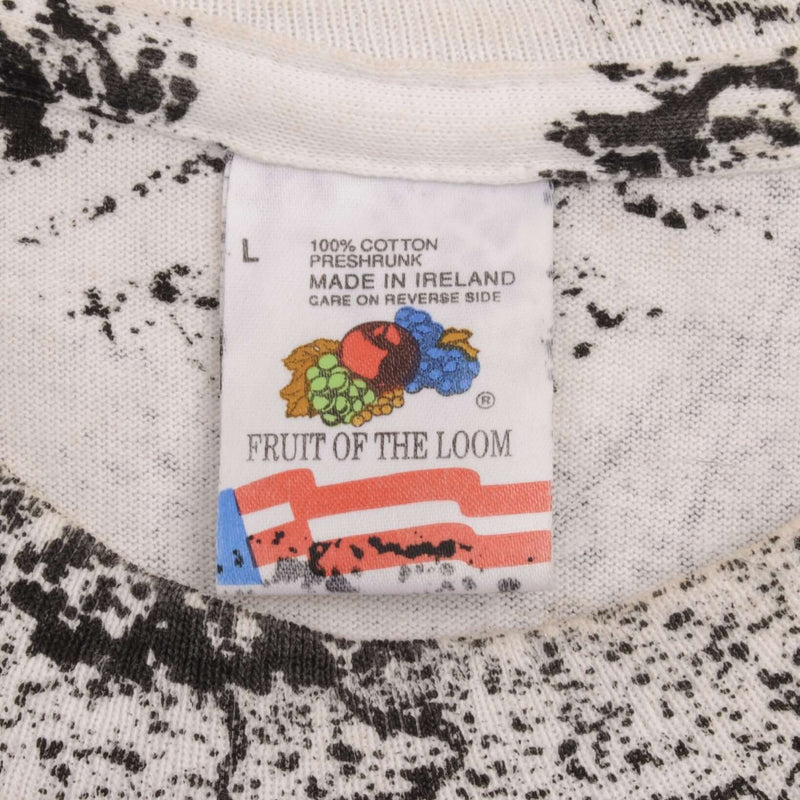 L
100% COTTON
PRESHRUNK
MADE IN IRELAND
CARE ON REVERSE SIDE
®
FRUIT OF THE LOOM